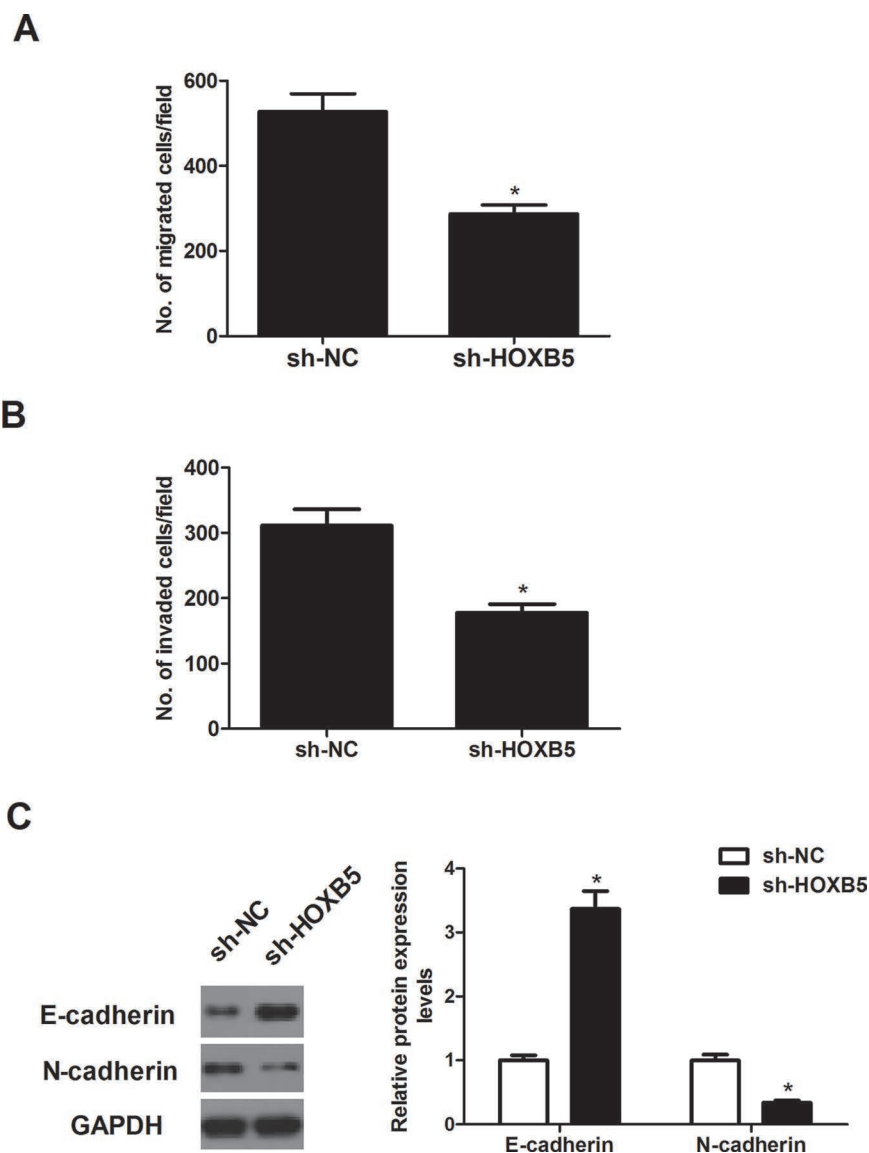 A
No. of migrated cells/field
600
400
200
0
*
sh-NC
sh-HOXB5
B
No. of invaded cells/field
400
300
200
100
0
*
sh-NC
sh-HOXB5
C
sh-NC
sh-HOXB5
E-cadherin
N-cadherin
GAPDH
Relative protein expression
levels
4
3
2
1
0
*
*
sh-NC
sh-HOXB5
E-cadherin
N-cadherin